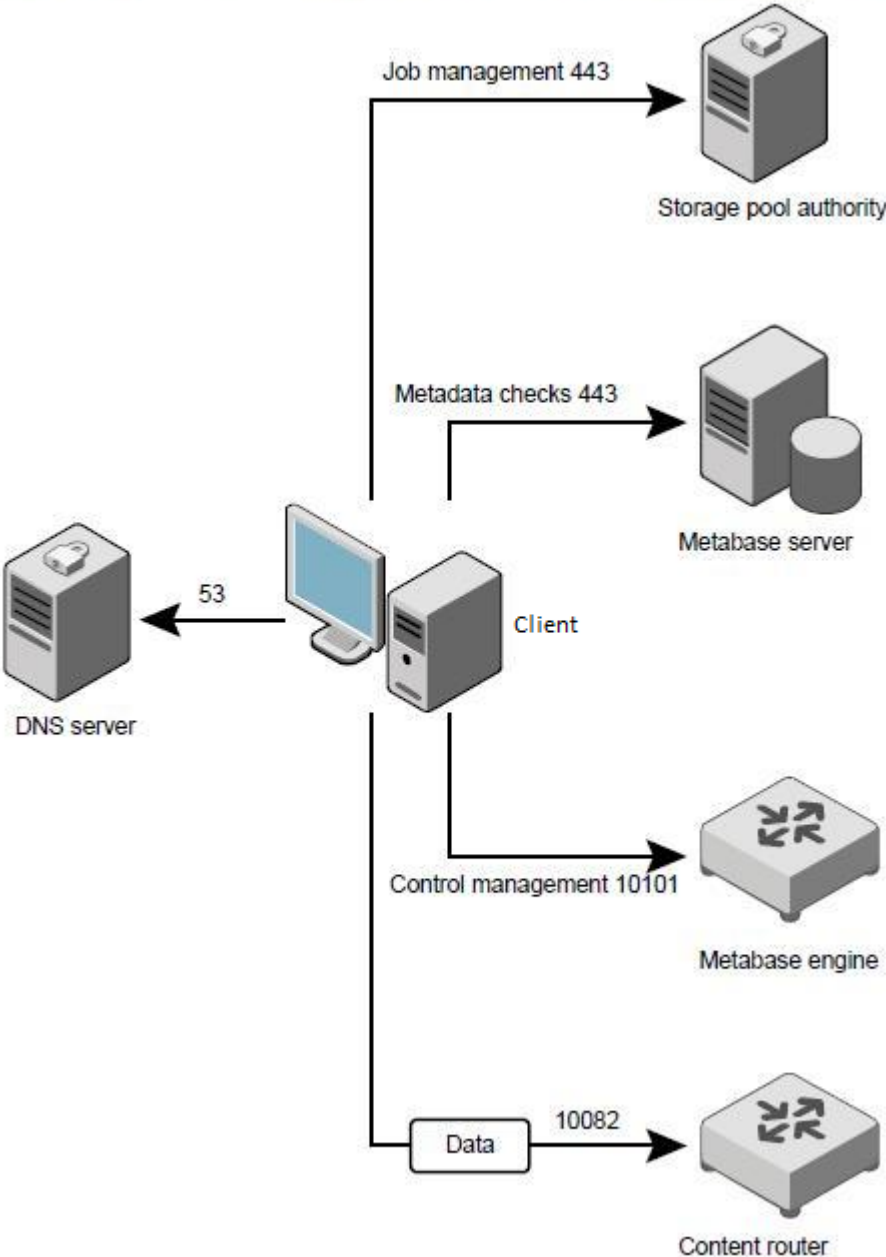 Job management 443
Storage pool authority
Metadata checks 443
Metabase server
53
Client
DNS server
Control management 10101
Metabase engine
10082
Data
Content router